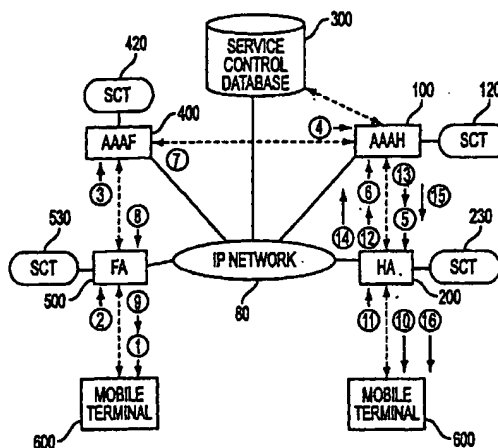 300
420
SERVICE
CONTROL
DATABASE
100
120
SCT
400
AAAF
④
AAAH
SCT
⑦
③
⑥
⑬
⑮
530
⑧
⑭
⑫
⑤
230
SCT
FA
IP NETWORK
HA
SCT
500
②
⑨
60
⑪
⑩
⑯
200
①
MOBILE
TERMINAL
MOBILE
TERMINAL
600
600